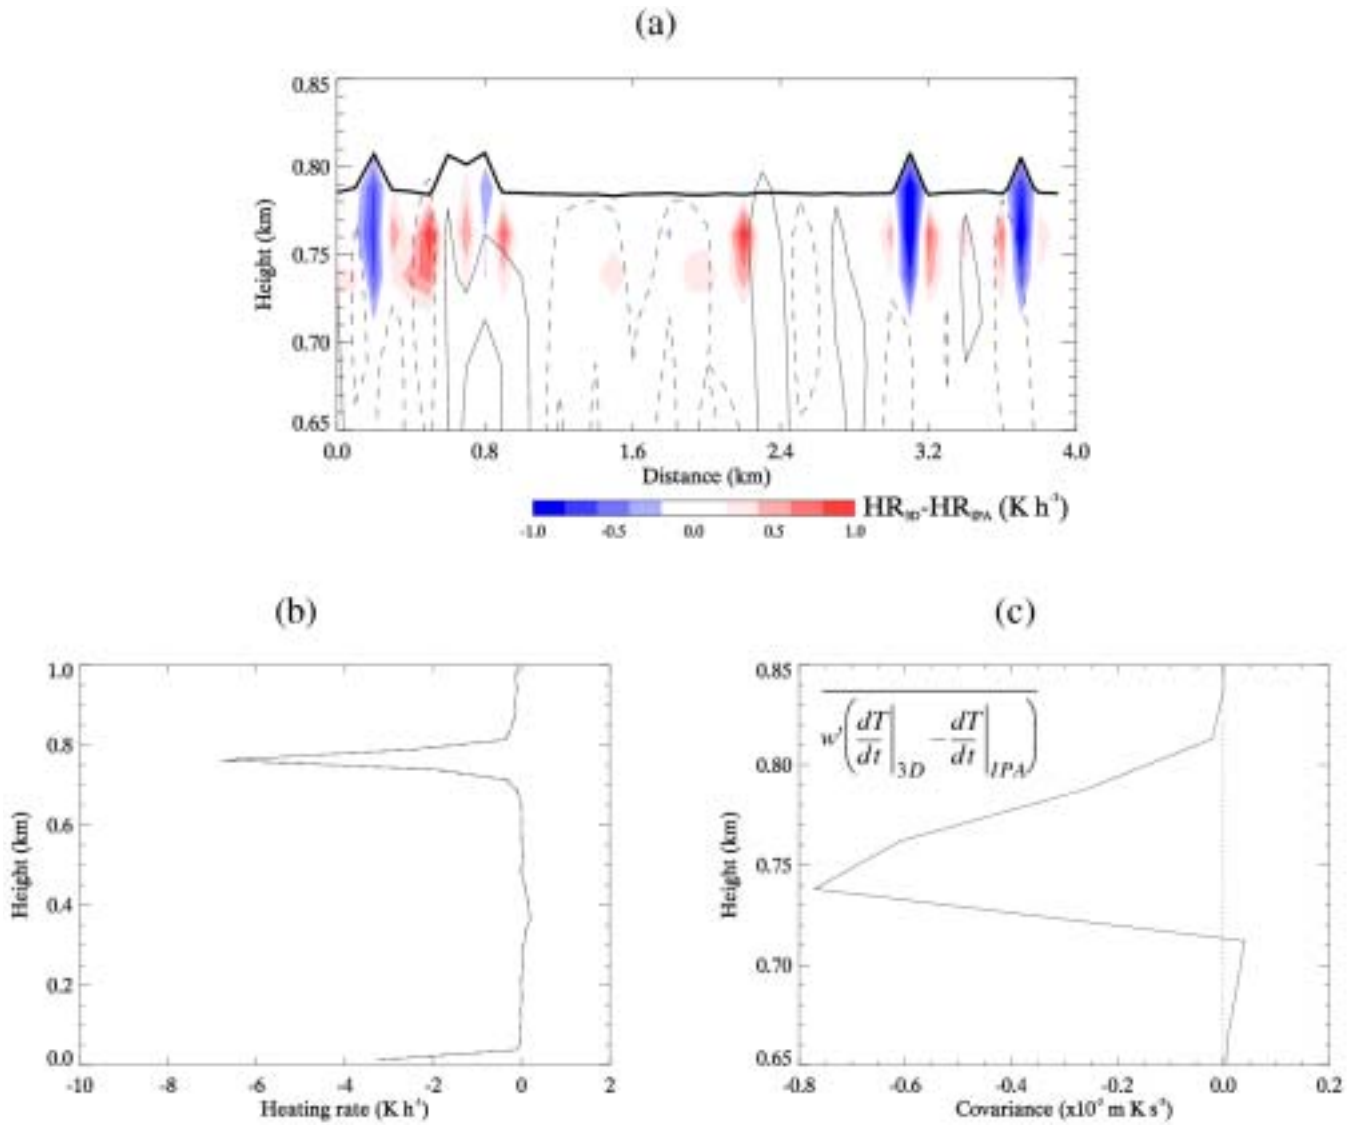 (a)
0.85
0.80
0.75
0.70
0.65
Height (km)
0.0 0.8 1.6 2.4 3.2 4.0
Distance (km)
HR3D-HRIPA (K h-1)
-1.0 -0.5 0.0 0.5 1.0
(b)
1.0
0.8
0.6
0.4
0.2
0.0
Height (km)
-10 -8 -6 -4 -2 0 2
Heating rate (K h-1)
(c)
0.85
0.80
0.75
0.70
0.65
Height (km)
w'(dT/dt|3D - dT/dt|IPA)
-0.8 -0.6 -0.4 -0.2 0.0 0.2
Covariance (x10 m K s-1)